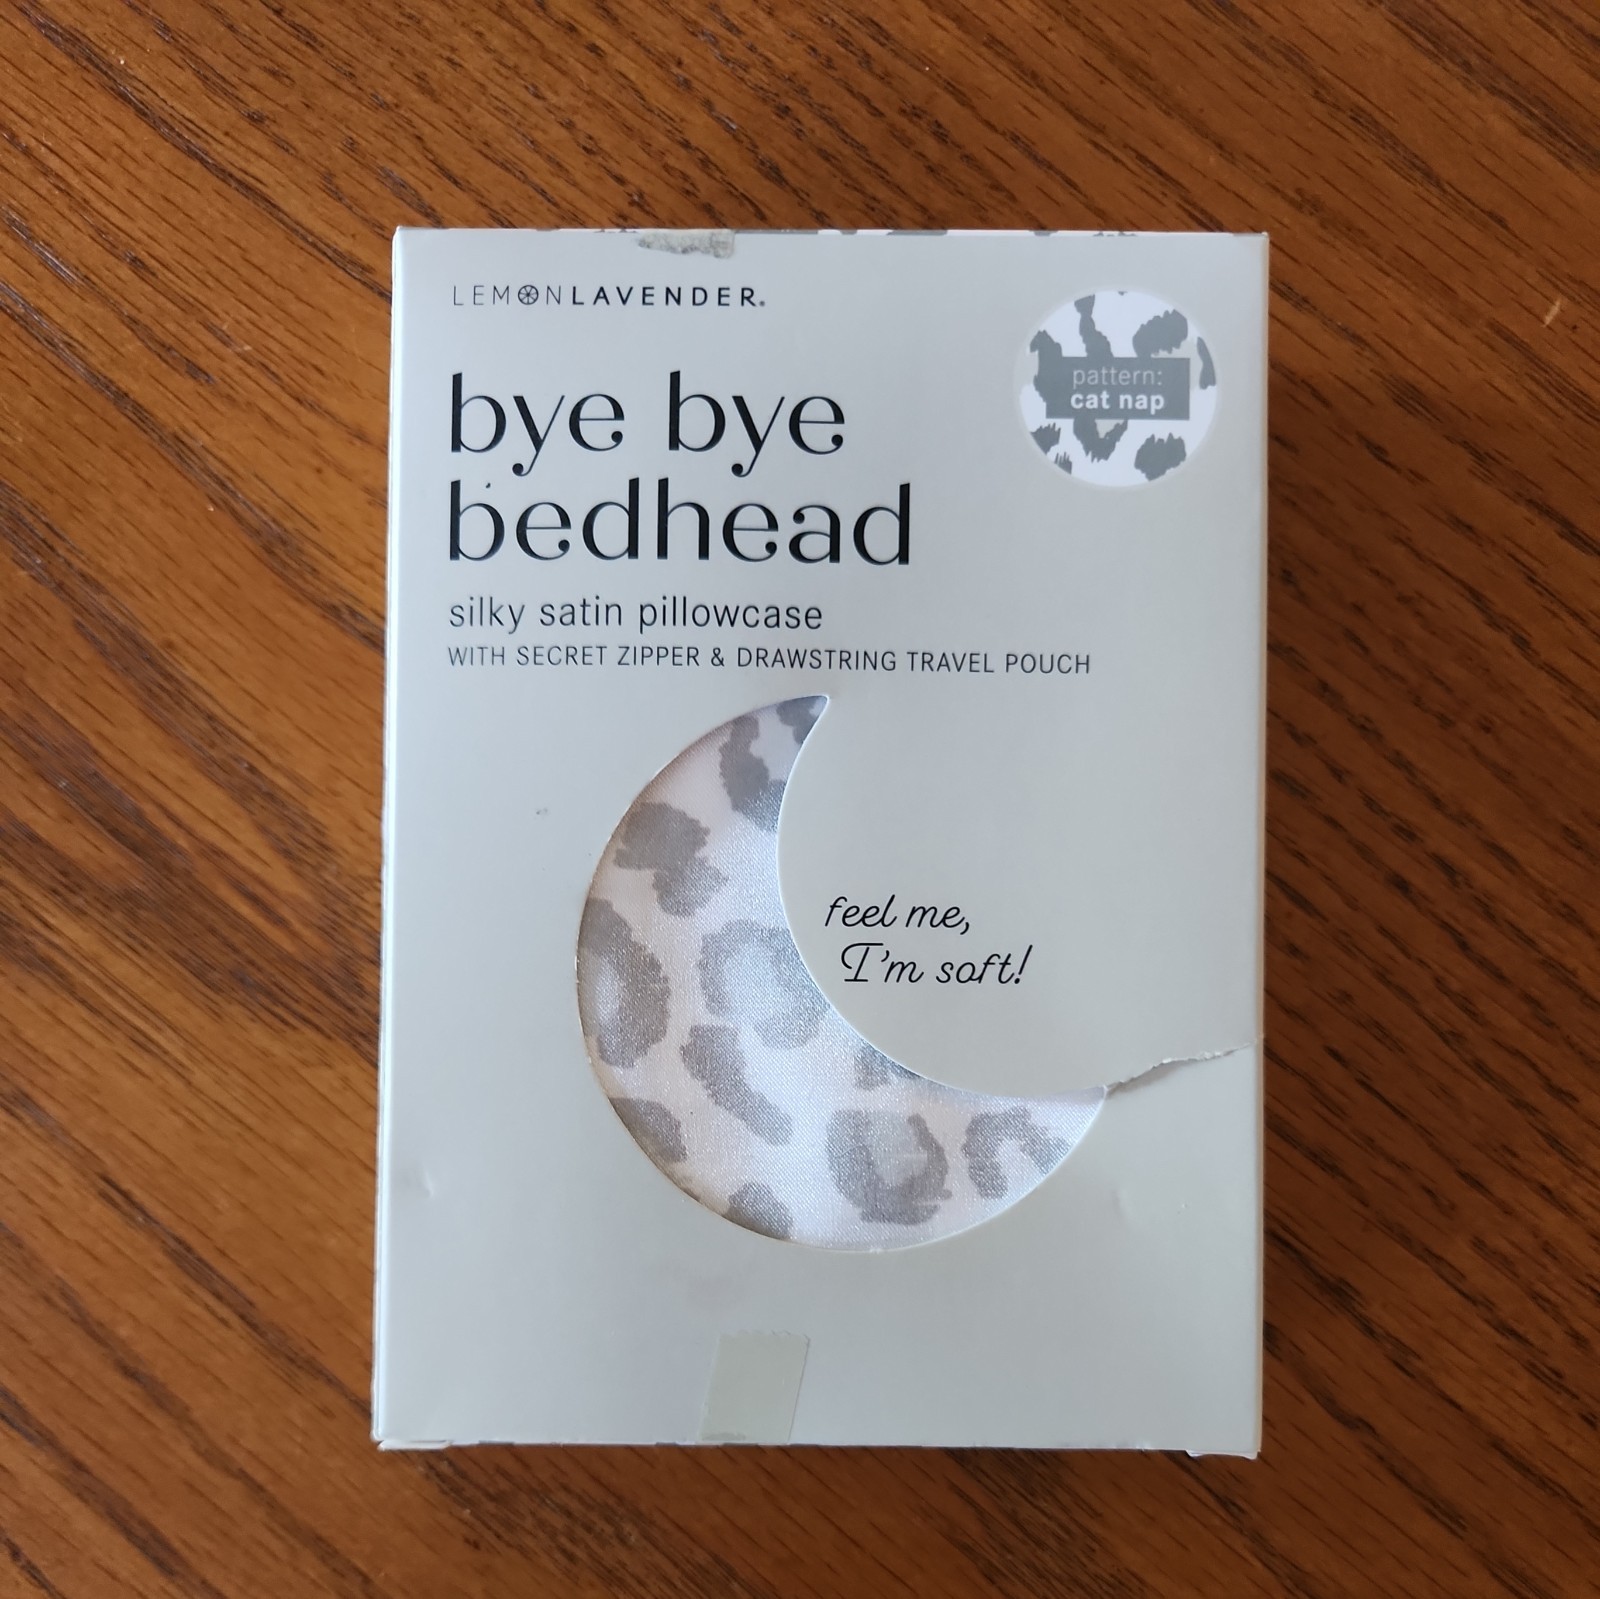 LEMONLAVENDER®
pattern:
cat nap
bye bye
bedhead
silky satin pillowcase
WITH SECRET ZIPPER & DRAWSTRING TRAVEL POUCH
feel me,
I'm soft!